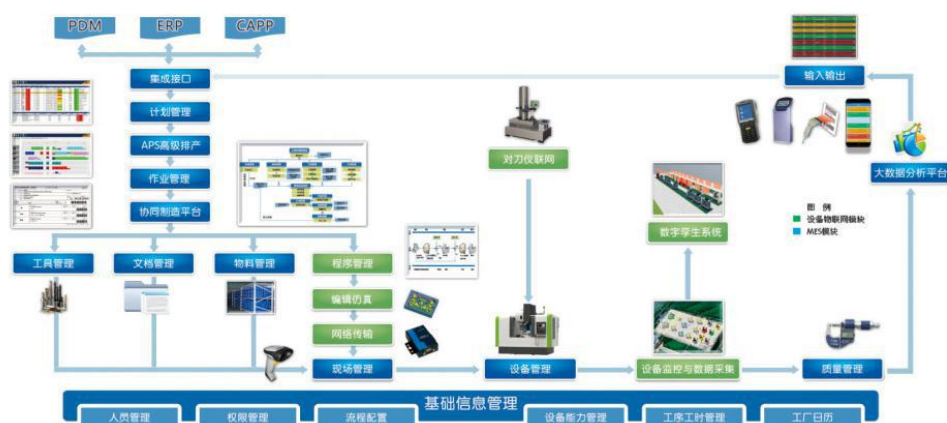 PDM
ERP
CAPP
集成接口
输入输出
计划管理
APS高级排产
对刀仪联网
作业管理
大数据分析平台
协同制造平台
图 例
设备物联网模块
MES模块
数字孪生系统
工具管理
文档管理
物料管理
程序管理
编辑仿真
网络传输
现场管理
设备管理
设备监控与数据采集
质量管理
基础信息管理
人员管理
权限管理
流程配置
设备能力管理
工序工时管理
工厂日历